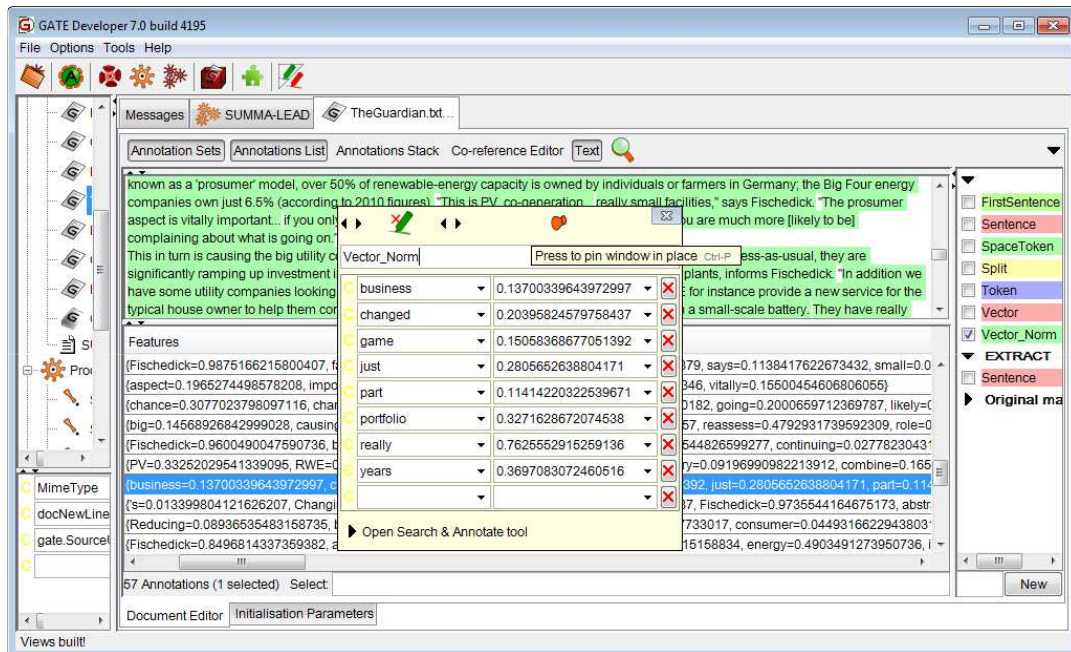 GATE Developer 7.0 build 4195
File Options Tools Help
Messages SUMMA-LEAD TheGuardian.txt...
Annotation Sets Annotations List Annotations Stack Co-reference Editor Text
known as a 'prosumer' model, over 50% of renewable-energy capacity is owned by individuals or farmers in Germany; the Big Four energy
companies own just 6.5% (according to 2010 figures). "This is PV, co-generation... really small facilities," says Fischedick. "The prosumer
aspect is vitally important... if you only you are much more [likely to be]
complaining about what is going on."
This in turn is causing the big utility ess-as-usual, they are
significantly ramping up investment plants, informs Fischedick. "In addition we
have some utility companies looking for instance provide a new service for the
typical house owner to help them a small-scale battery. They have really
Vector_Norm
Press to pin window in place Ctrl-P
business 0.13700339643972997
changed 0.20395824579758437
game 0.15058368677051392
just 0.2805652638804171
part 0.11414220322539671
portfolio 0.3271628672074538
really 0.7625552915259136
years 0.3697083072460516
Open Search & Annotate tool
Features
{Fischedick=0.9875166215800407, 379, says=0.1138417622673432, small=0.0
{aspect=0.1965274498578208, impo 346, vitally=0.1550045460680605 5}
{chance=0.3077023798097116, char 0182, going=0.2000659712369787, likely=0
{big=0.14568926842999028, causing 57, reassess=0.4792931739592309, role=0
{Fischedick=0.9600490047590736, b 544826599277, continuing=0.02778230431
{PV=0.33252029541339095, RWE=0 ry=0.09196990982213912, combine=0.165
{business=0.13700339643972997, c 392, just=0.2805652638804171, part=0.114
{'s=0.013399804121626207, Changi 37, Fischedick=0.9735544164675173, abstr
{Reducing=0.08936535483158735, 733017, consumer=0.04493166229438031
{Fischedick=0.8496814337359382, a 15158834, energy=0.4903491273950736, i
57 Annotations (1 selected) Select:
Document Editor Initialisation Parameters
FirstSentence
Sentence
SpaceToken
Split
Token
Vector
Vector_Norm
EXTRACT
Sentence
Original ma
New
Pro
MimeType
docNewLine
gate.Source
Views built!